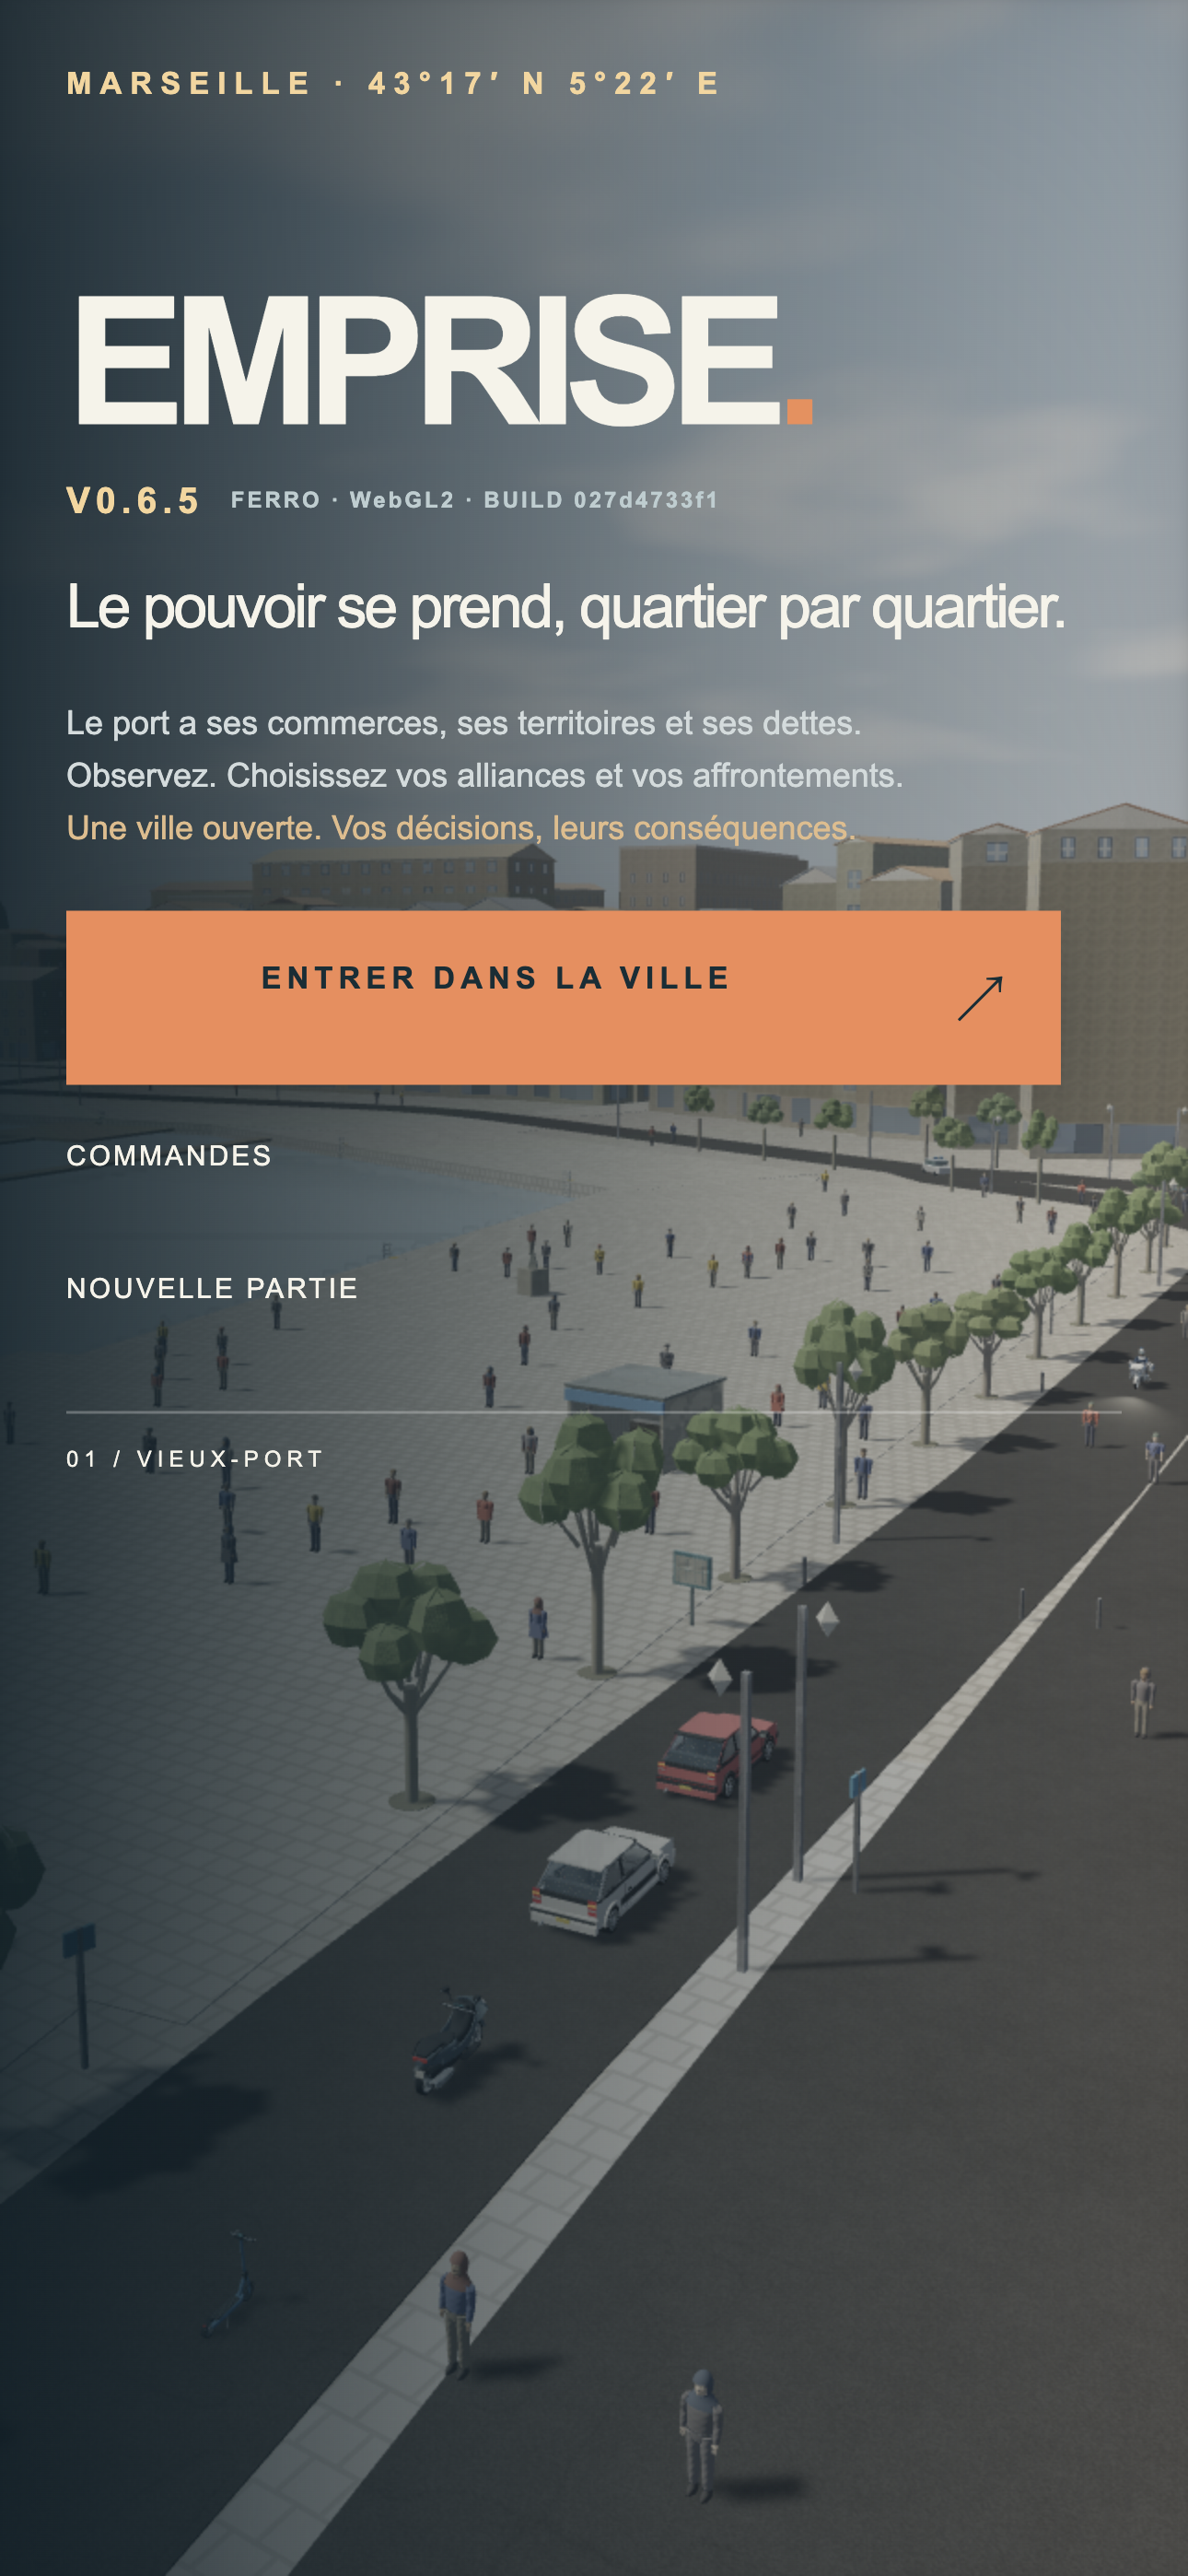 MARSEILLE · 43°17′ N 5°22′ E
EMPRISE.
V0.6.5 FERRO · WebGL2 · BUILD 027d4733f1
Le pouvoir se prend, quartier par quartier.
Le port a ses commerces, ses territoires et ses dettes.
Observez. Choisissez vos alliances et vos affrontements.
Une ville ouverte. Vos décisions, leurs conséquences.
ENTRER DANS LA VILLE ↗
COMMANDES
NOUVELLE PARTIE
01 / VIEUX-PORT